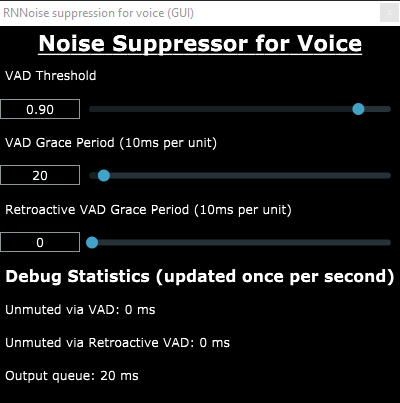 RNNoise suppression for voice (GUI)
Noise Suppressor for Voice
VAD Threshold
0.90
VAD Grace Period (10ms per unit)
20
Retroactive VAD Grace Period (10ms per unit)
0
Debug Statistics (updated once per second)
Unmuted via VAD: 0 ms
Unmuted via Retroactive VAD: 0 ms
Output queue: 20 ms